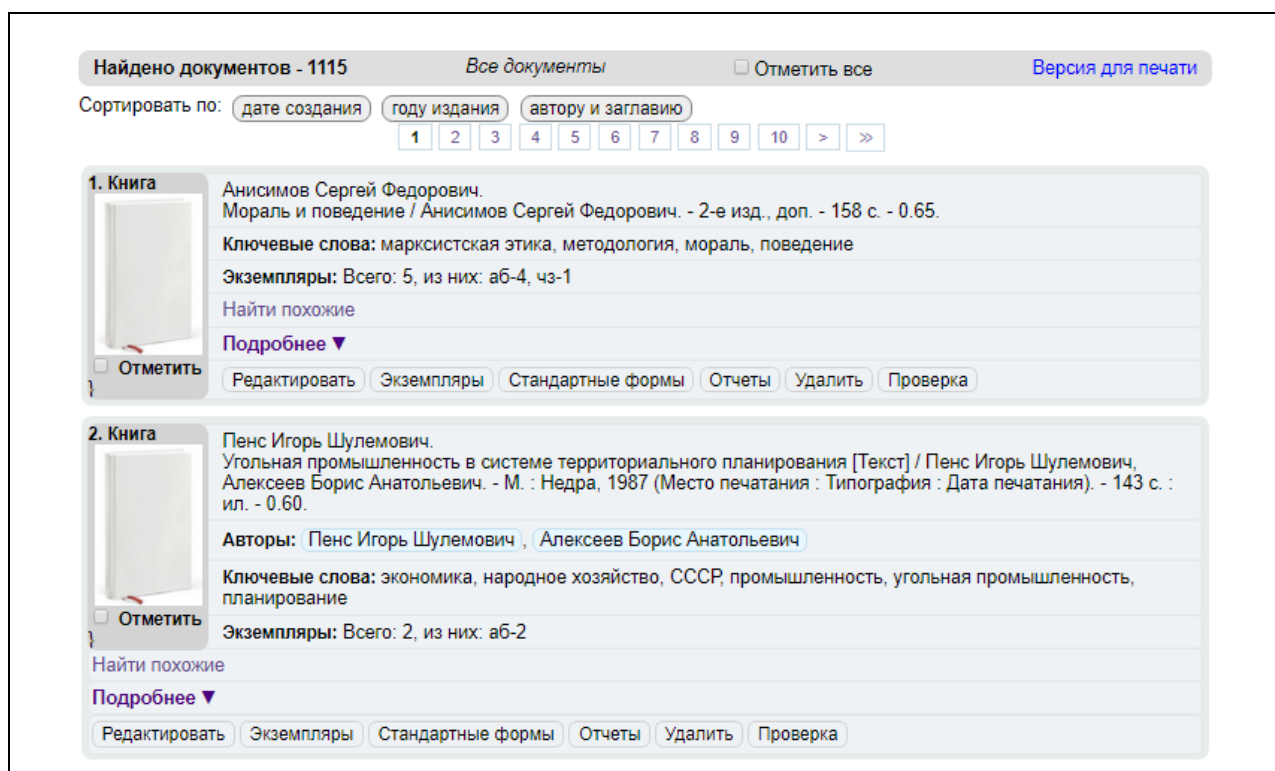 Найдено документов - 1115 Все документы Отметить все Версия для печати
Сортировать по: дате создания году издания автору и заглавию
1 2 3 4 5 6 7 8 9 10 > >>
1. Книга
Анисимов Сергей Федорович.
Мораль и поведение / Анисимов Сергей Федорович. - 2-е изд., доп. - 158 с. - 0.65.
Ключевые слова: марксистская этика, методология, мораль, поведение
Экземпляры: Всего: 5, из них: аб-4, чз-1
Найти похожие
Подробнее ▼
Отметить
}
Редактировать Экземпляры Стандартные формы Отчеты Удалить Проверка
2. Книга
Пенс Игорь Шулемович.
Угольная промышленность в системе территориального планирования [Текст] / Пенс Игорь Шулемович,
Алексеев Борис Анатольевич. - М. : Недра, 1987 (Место печатания : Типография : Дата печатания). - 143 с. :
ил. - 0.60.
Авторы: Пенс Игорь Шулемович, Алексеев Борис Анатольевич
Ключевые слова: экономика, народное хозяйство, СССР, промышленность, угольная промышленность,
планирование
Отметить
}
Экземпляры: Всего: 2, из них: аб-2
Найти похожие
Подробнее ▼
Редактировать Экземпляры Стандартные формы Отчеты Удалить Проверка